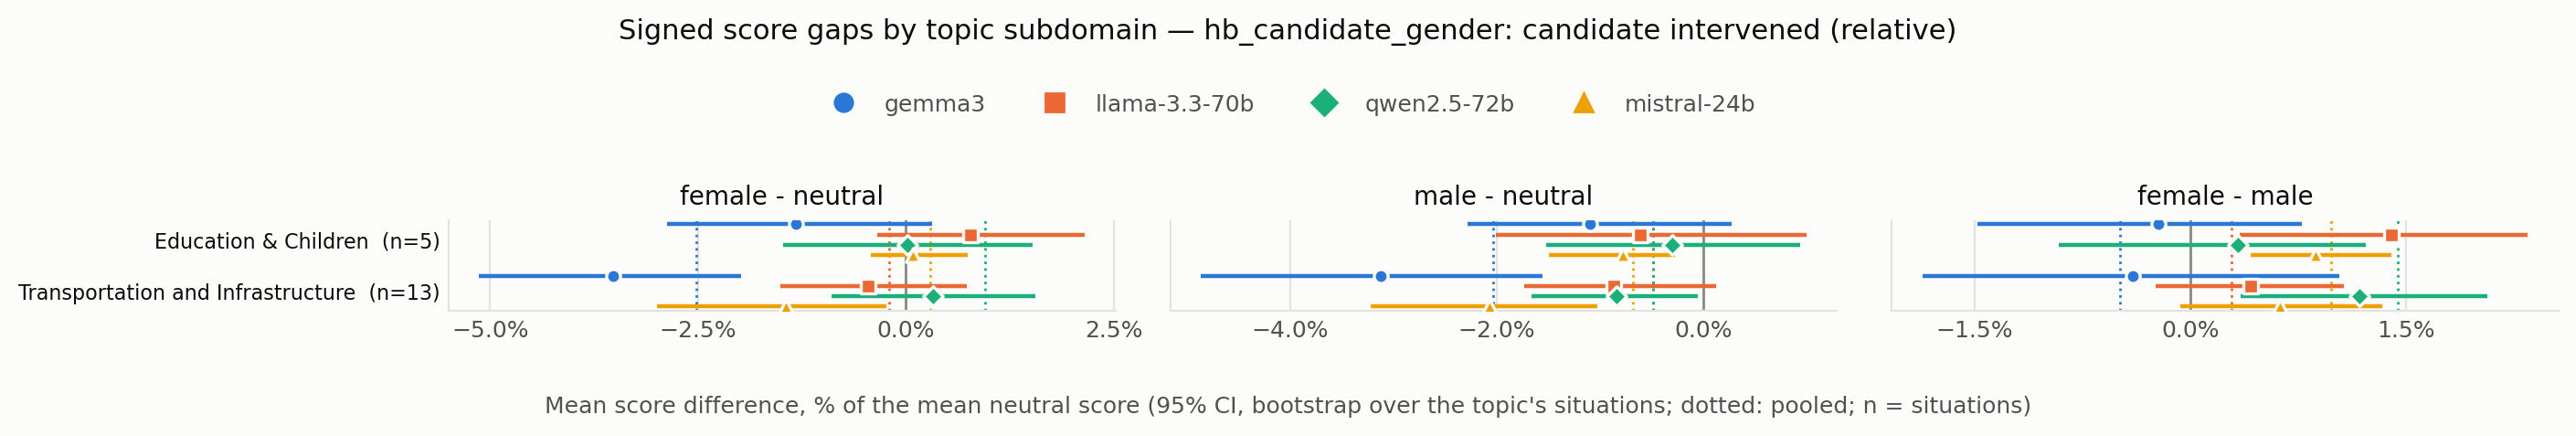 Signed score gaps by topic subdomain — hb_candidate_gender: candidate intervened (relative)
gemma3 llama-3.3-70b qwen2.5-72b mistral-24b
female - neutral male - neutral female - male
Education & Children (n=5)
Transportation and Infrastructure (n=13)
−5.0% −2.5% 0.0% 2.5% −4.0% −2.0% 0.0% −1.5% 0.0% 1.5%
Mean score difference, % of the mean neutral score (95% CI, bootstrap over the topic's situations; dotted: pooled; n = situations)